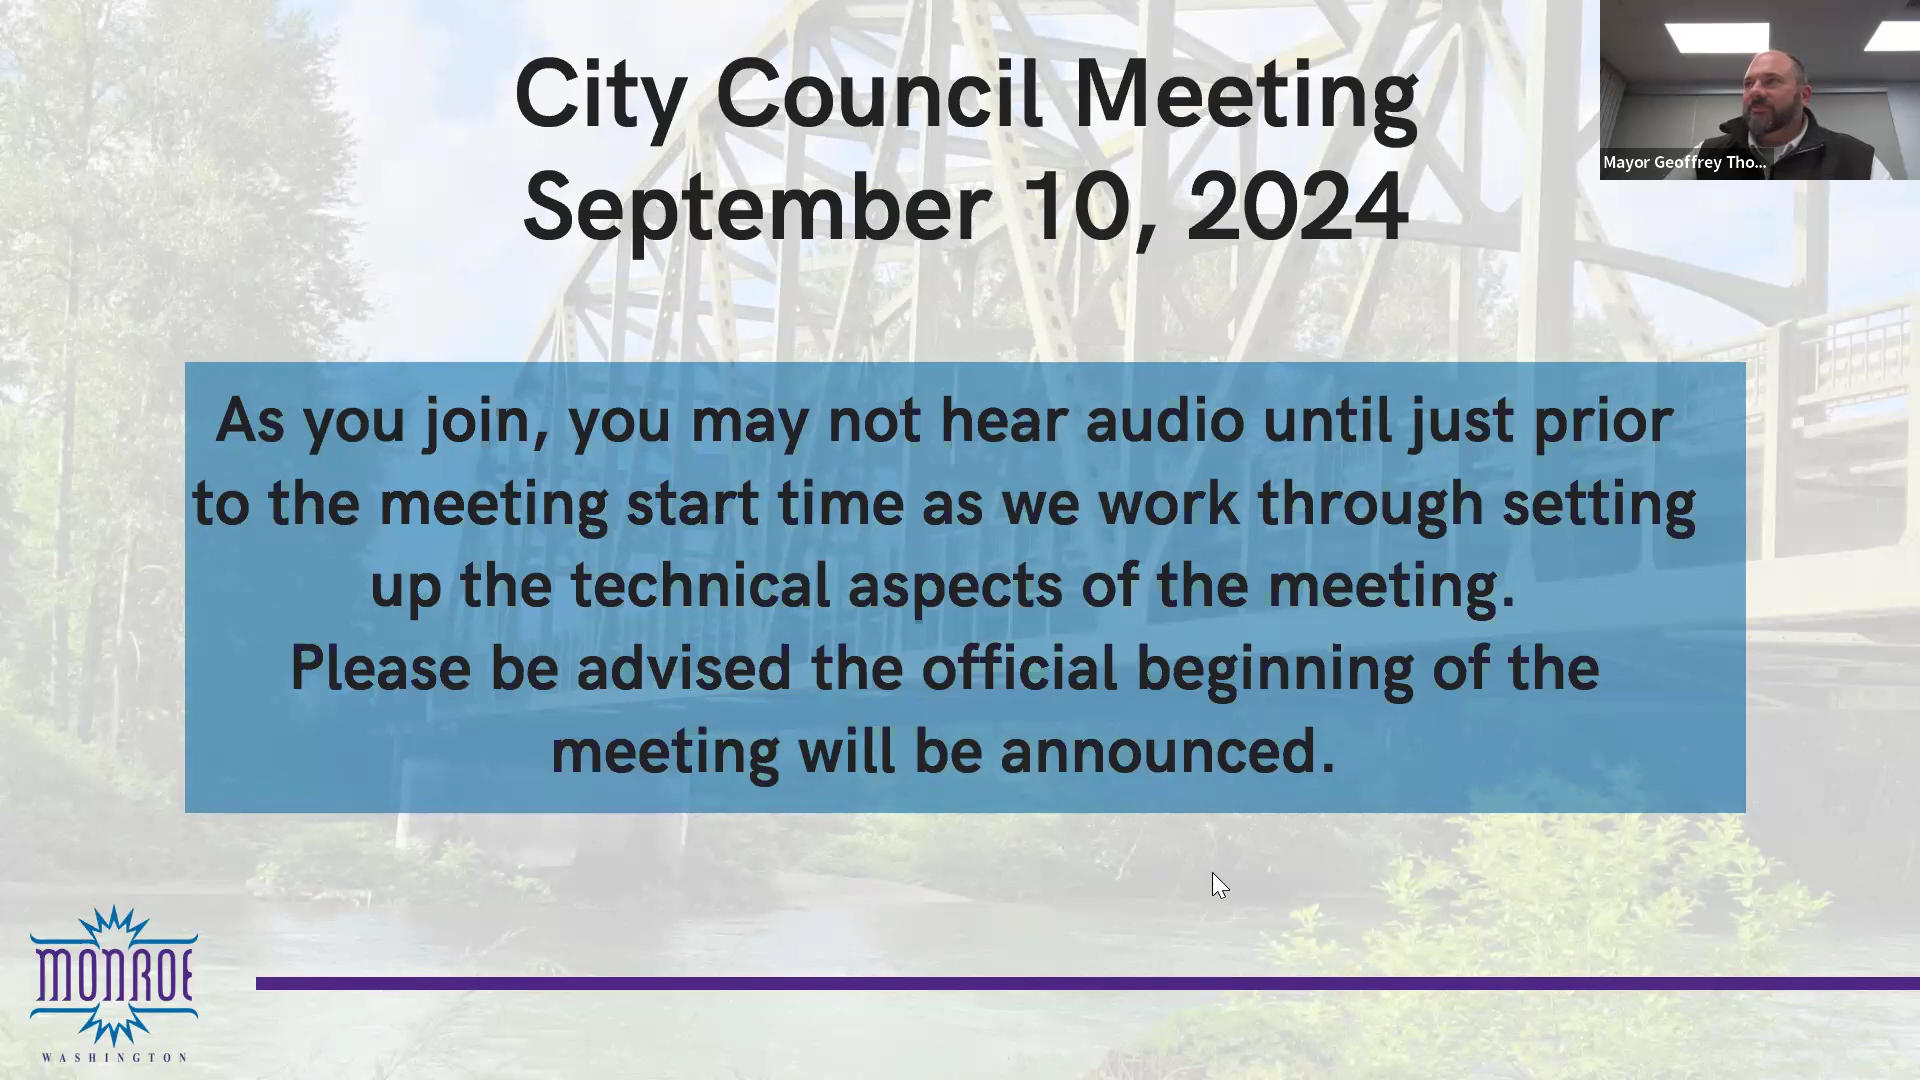 City Council Meeting
September 10, 2024
Mayor Geoffrey Tho...
As you join, you may not hear audio until just prior
to the meeting start time as we work through setting
up the technical aspects of the meeting.
Please be advised the official beginning of the
meeting will be announced.
MONROE
WASHINGTON